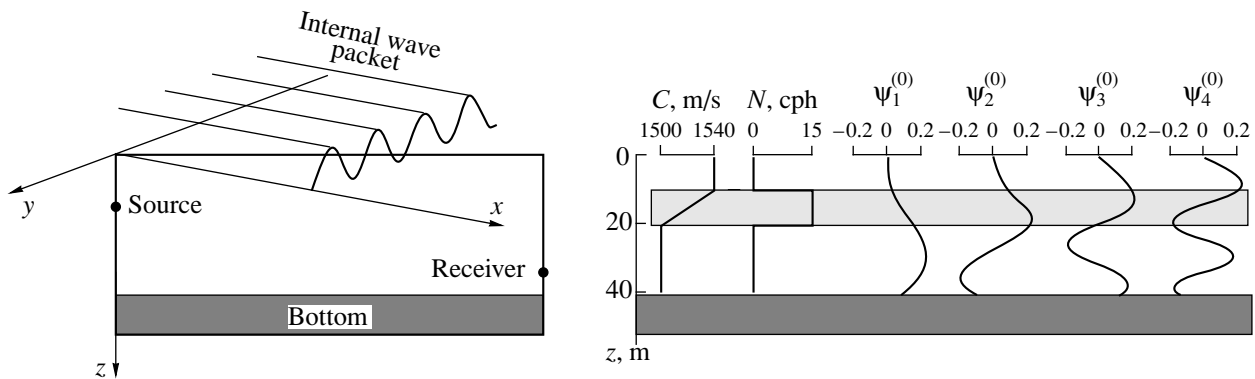 Internal wave
packet
y
Source
x
Receiver
Bottom
z
C, m/s N, cph ψ₁⁽⁰⁾ ψ₂⁽⁰⁾ ψ₃⁽⁰⁾ ψ₄⁽⁰⁾
1500 1540 0 15 −0.2 0 0.2 −0.2 0 0.2 −0.2 0 0.2 −0.2 0 0.2
0
20
40
z, m